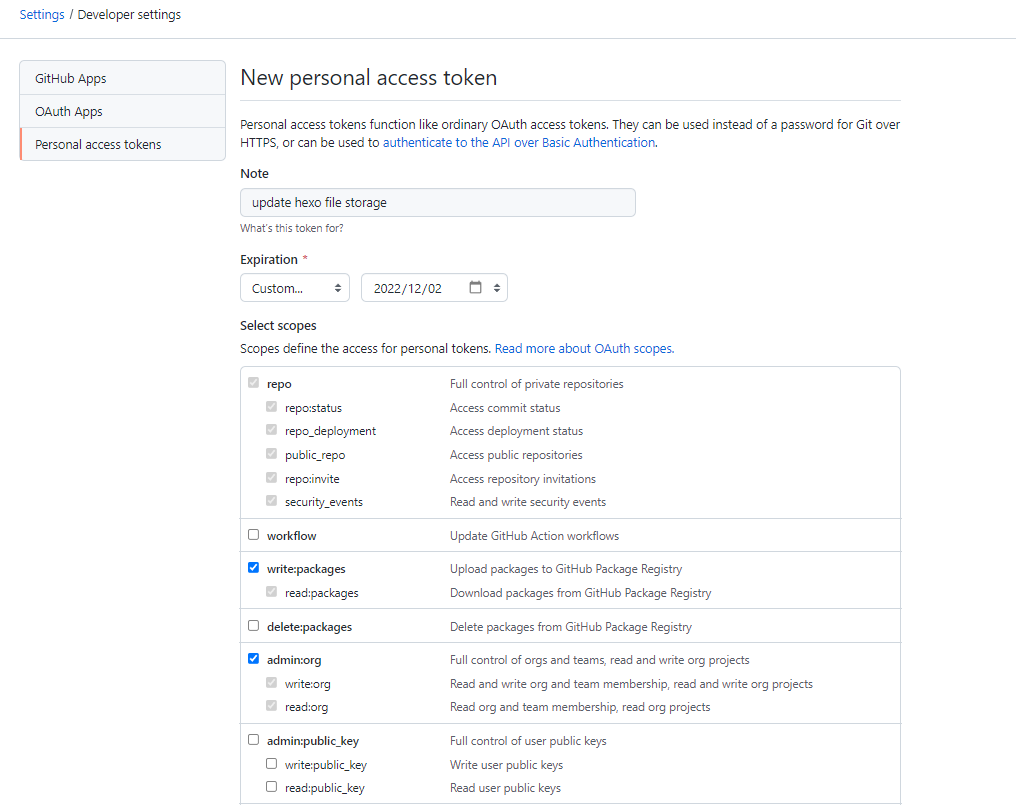 Settings / Developer settings
GitHub Apps
OAuth Apps
Personal access tokens
New personal access token
Personal access tokens function like ordinary OAuth access tokens. They can be used instead of a password for Git over
HTTPS, or can be used to authenticate to the API over Basic Authentication.
Note
update hexo file storage
What's this token for?
Expiration *
Custom... 2022/12/02
Select scopes
Scopes define the access for personal tokens. Read more about OAuth scopes.
repo Full control of private repositories
repo:status Access commit status
repo_deployment Access deployment status
public_repo Access public repositories
repo:invite Access repository invitations
security_events Read and write security events
workflow Update GitHub Action workflows
write:packages Upload packages to GitHub Package Registry
read:packages Download packages from GitHub Package Registry
delete:packages Delete packages from GitHub Package Registry
admin:org Full control of orgs and teams, read and write org projects
write:org Read and write org and team membership, read and write org projects
read:org Read org and team membership, read org projects
admin:public_key Full control of user public keys
write:public_key Write user public keys
read:public_key Read user public keys